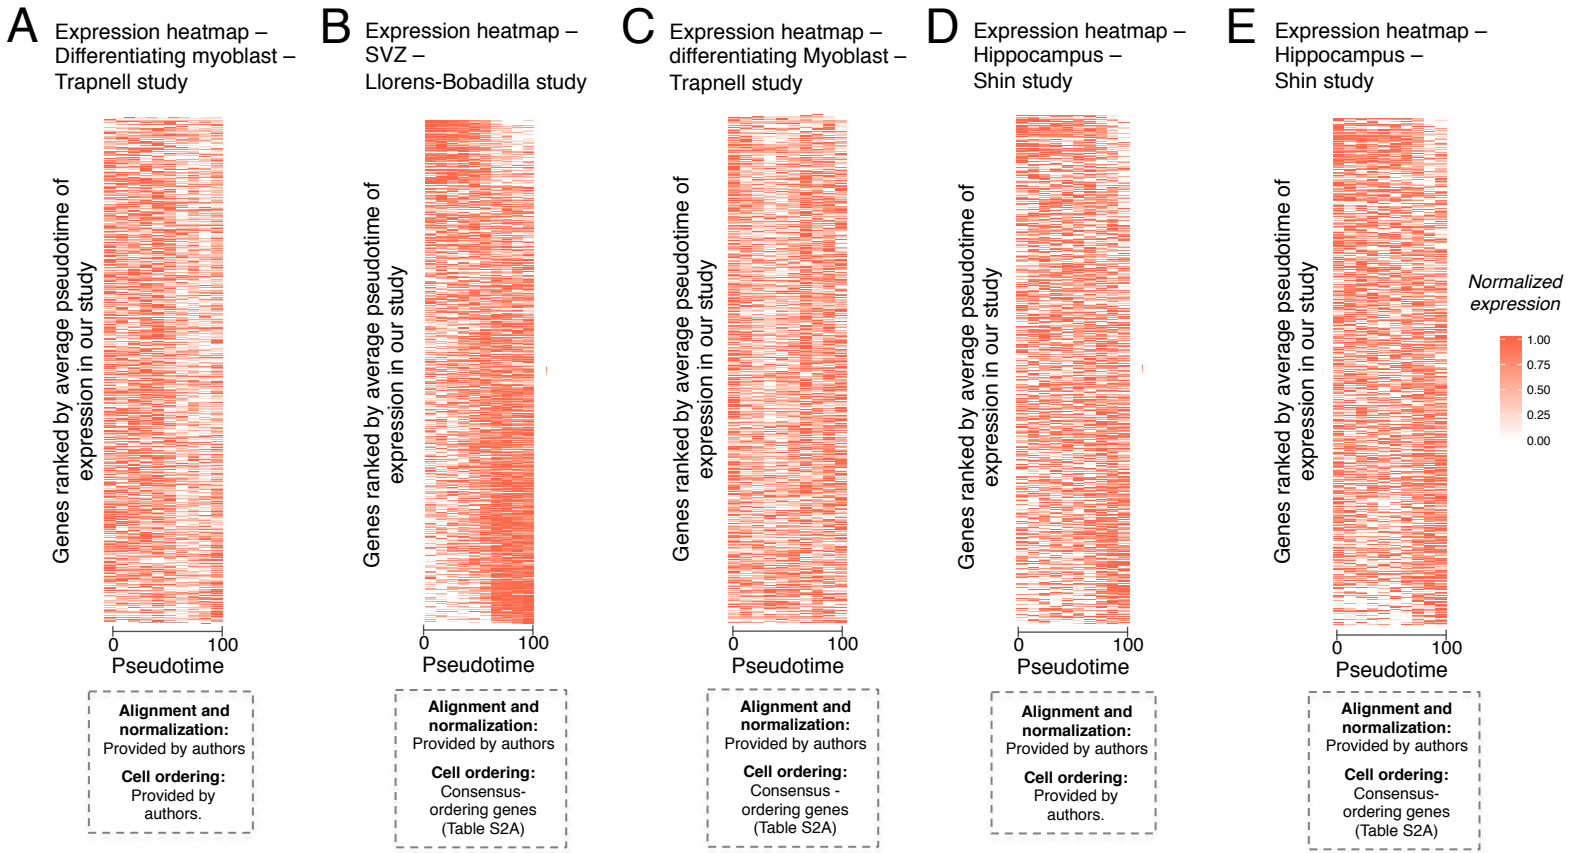 A
Expression heatmap –
Differentiating myoblast –
Trapnell study
Genes ranked by average pseudotime of
expression in our study
0
100
Pseudotime
Alignment and
normalization:
Provided by authors
Cell ordering:
Provided by
authors.
B
Expression heatmap –
SVZ –
Llorens-Bobadilla study
Genes ranked by average pseudotime of
expression in our study
0
100
Pseudotime
Alignment and
normalization:
Provided by authors
Cell ordering:
Consensus-
ordering genes
(Table S2A)
C
Expression heatmap –
differentiating Myoblast –
Trapnell study
Genes ranked by average pseudotime of
expression in our study
0
100
Pseudotime
Alignment and
normalization:
Provided by authors
Cell ordering:
Consensus -
ordering genes
(Table S2A)
D
Expression heatmap –
Hippocampus –
Shin study
Genes ranked by average pseudotime of
expression in our study
0
100
Pseudotime
Alignment and
normalization:
Provided by authors
Cell ordering:
Provided by
authors.
E
Expression heatmap –
Hippocampus –
Shin study
Genes ranked by average pseudotime of
expression in our study
0
100
Pseudotime
Alignment and
normalization:
Provided by authors
Cell ordering:
Consensus-
ordering genes
(Table S2A)
Normalized
expression
1.00
0.75
0.50
0.25
0.00